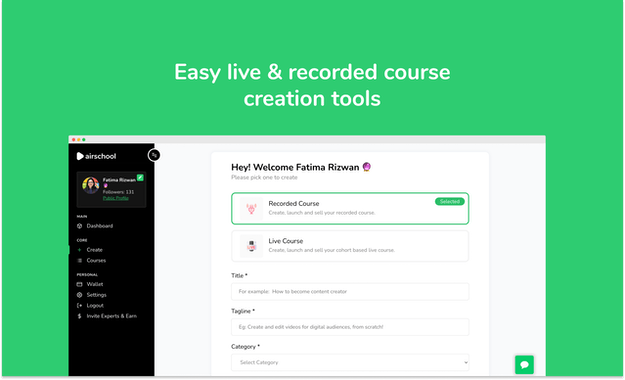 Easy live & recorded course
creation tools
airschool
Fatima Rizwan
Followers: 131
Public Profile
MAIN
Dashboard
CORE
Create
Courses
PERSONAL
Wallet
Settings
Logout
Invite Experts & Earn
Hey! Welcome Fatima Rizwan
Please pick one to create
Recorded Course
Selected
Create, launch and sell your recorded course.
Live Course
Create, launch and sell your cohort based live course.
Title *
For example: How to become content creator
Tagline *
Eg: Create and edit videos for digital audiences, from scratch!
Category *
Select Category